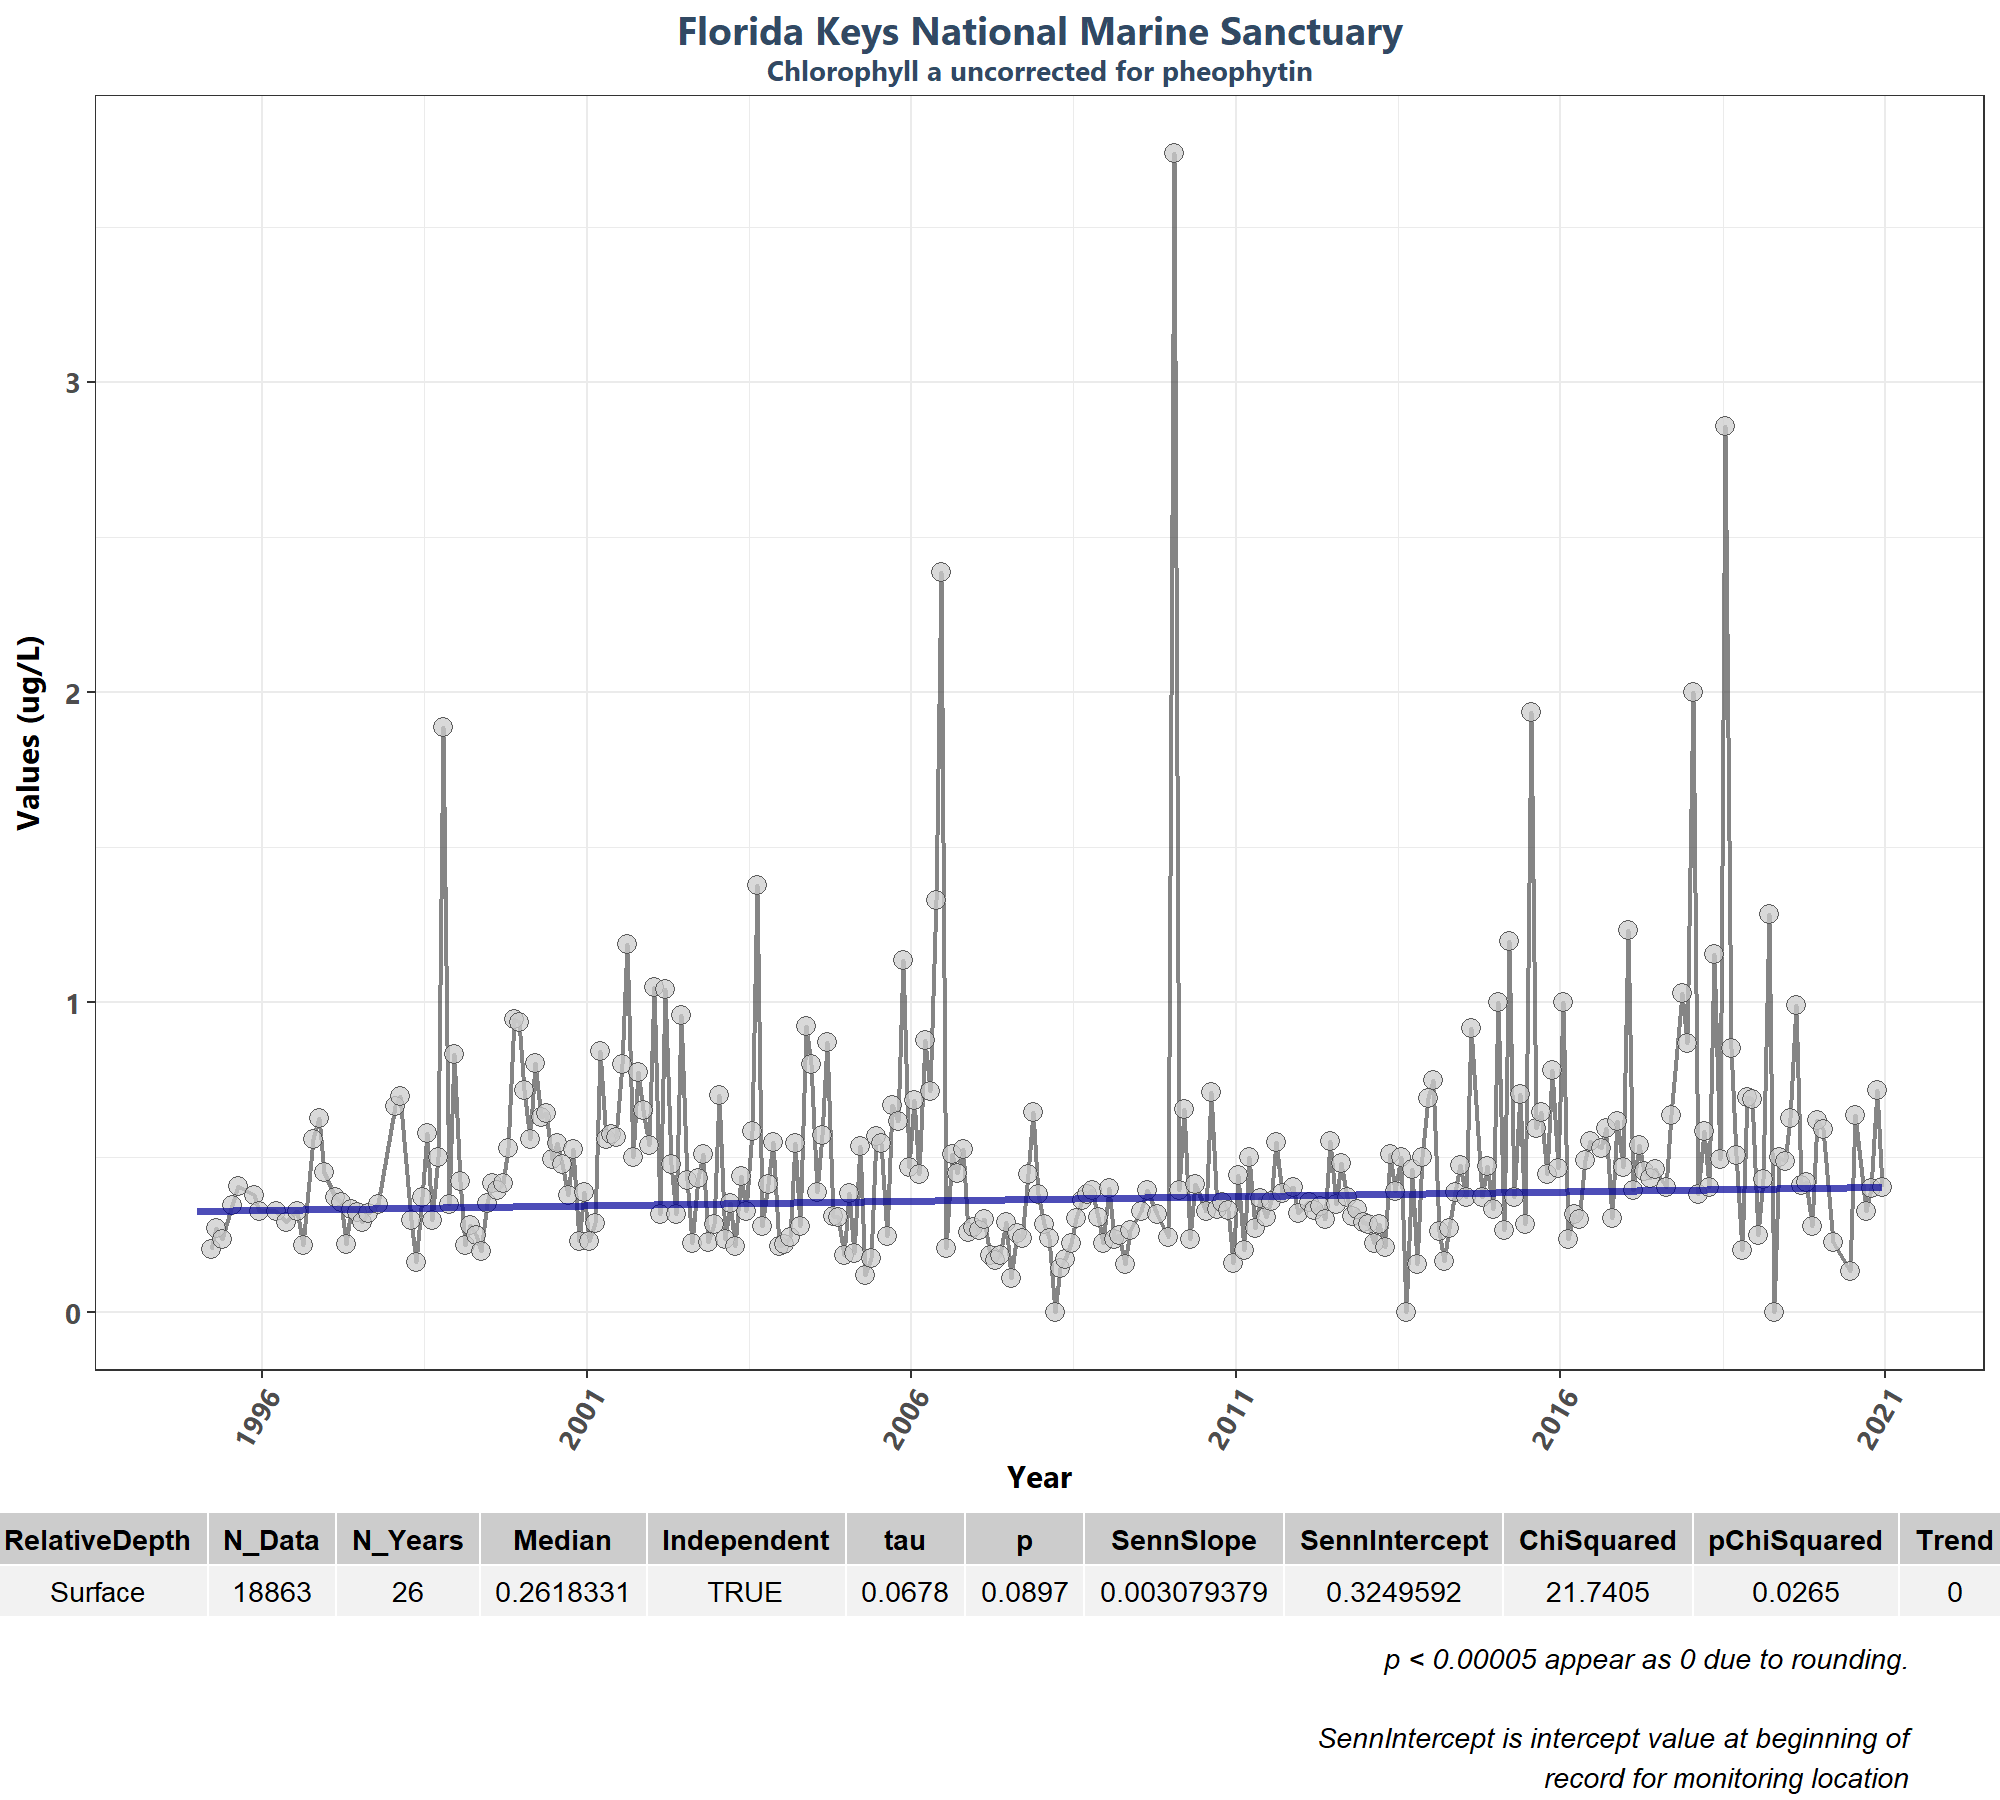 Florida Keys National Marine Sanctuary
Chlorophyll a uncorrected for pheophytin
Values (ug/L)
3
2
1
0
1996
2001
2006
2011
2016
2021
Year
RelativeDepth N_Data N_Years Median Independent tau p SennSlope SennIntercept ChiSquared pChiSquared Trend
Surface 18863 26 0.2618331 TRUE 0.0678 0.0897 0.003079379 0.3249592 21.7405 0.0265 0
p < 0.00005 appear as 0 due to rounding.
SennIntercept is intercept value at beginning of
record for monitoring location